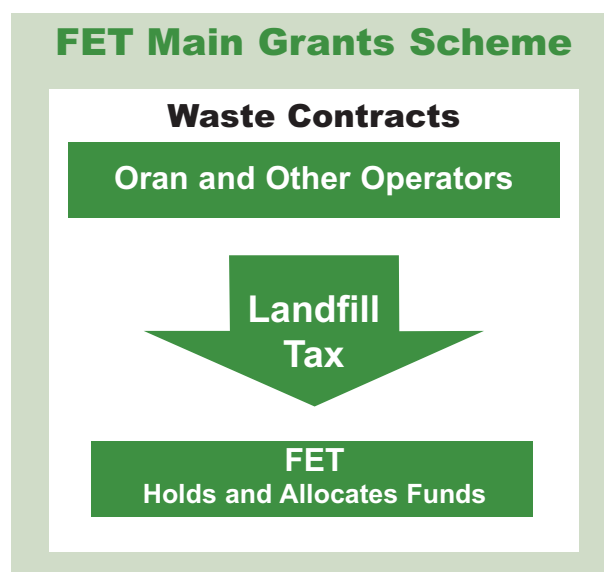 FET Main Grants Scheme
Waste Contracts
Oran and Other Operators
Landfill
Tax
FET
Holds and Allocates Funds